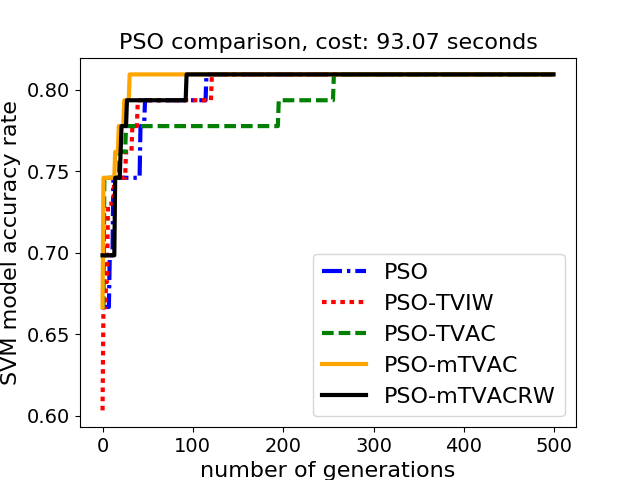 PSO comparison, cost: 93.07 seconds
SVM model accuracy rate
0.80
0.75
0.70
0.65
0.60
PSO
PSO-TVIW
PSO-TVAC
PSO-mTVAC
PSO-mTVACRW
0 100 200 300 400 500
number of generations